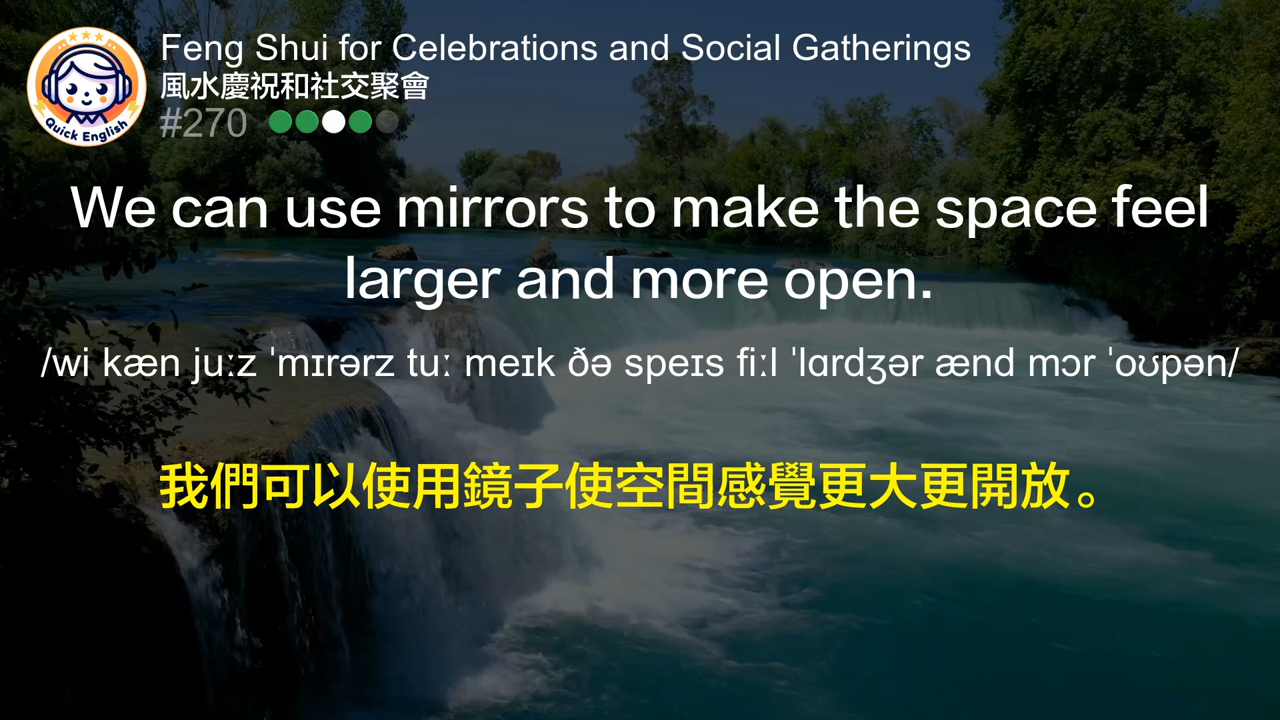 Feng Shui for Celebrations and Social Gatherings
風水慶祝和社交聚會
#270
Quick English
We can use mirrors to make the space feel
larger and more open.
/wi kæn juːz ˈmɪrərz tuː meɪk ðə speɪs fiːl ˈlɑrdʒər ænd mɔr ˈoʊpən/
我們可以使用鏡子使空間感覺更大更開放。